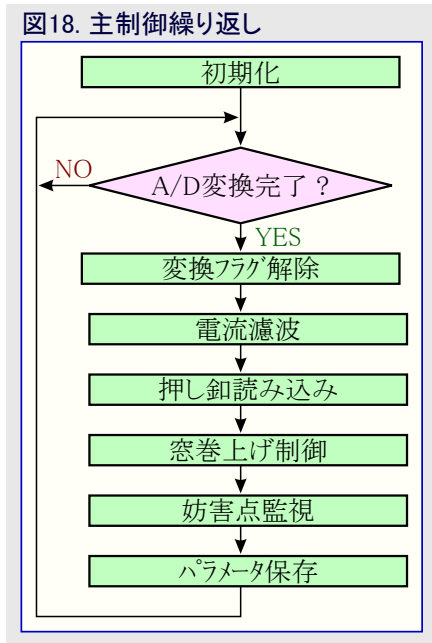 図18. 主制御繰り返し
初期化
A/D変換完了？
NO
YES
変換ﾌﾗｸﾞ解除
電流濾波
押し釦読み込み
窓巻上げ制御
妨害点監視
ﾊﾟﾗﾒｰﾀ保存